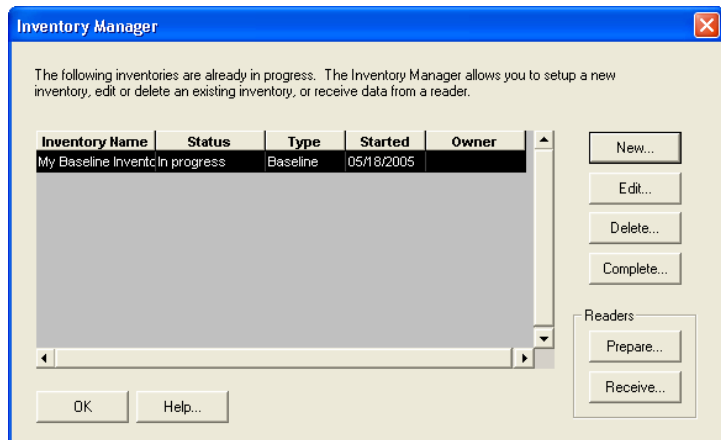 Inventory Manager
The following inventories are already in progress. The Inventory Manager allows you to setup a new
inventory, edit or delete an existing inventory, or receive data from a reader.
Inventory Name Status Type Started Owner
My Baseline Invento In progress Baseline 05/18/2005
New...
Edit...
Delete...
Complete...
Readers
Prepare...
Receive...
OK Help...